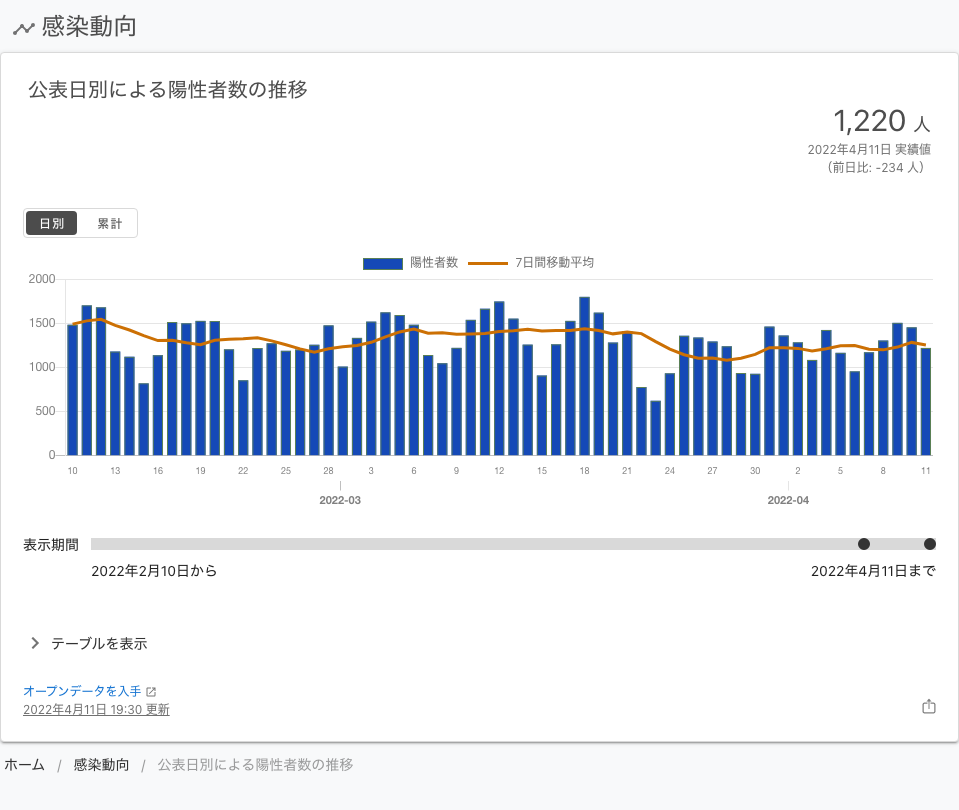 感染動向
公表日別による陽性者数の推移
1,220 人
2022年4月11日 実績値
（前日比: -234 人）
日別 累計
陽性者数 7日間移動平均
2000
1500
1000
500
0
10 13 16 19 22 25 28 3 6 9 12 15 18 21 24 27 30 2 5 8 11
2022-03 2022-04
表示期間
2022年2月10日から 2022年4月11日まで
テーブルを表示
オープンデータを入手
2022年4月11日 19:30 更新
ホーム / 感染動向 / 公表日別による陽性者数の推移